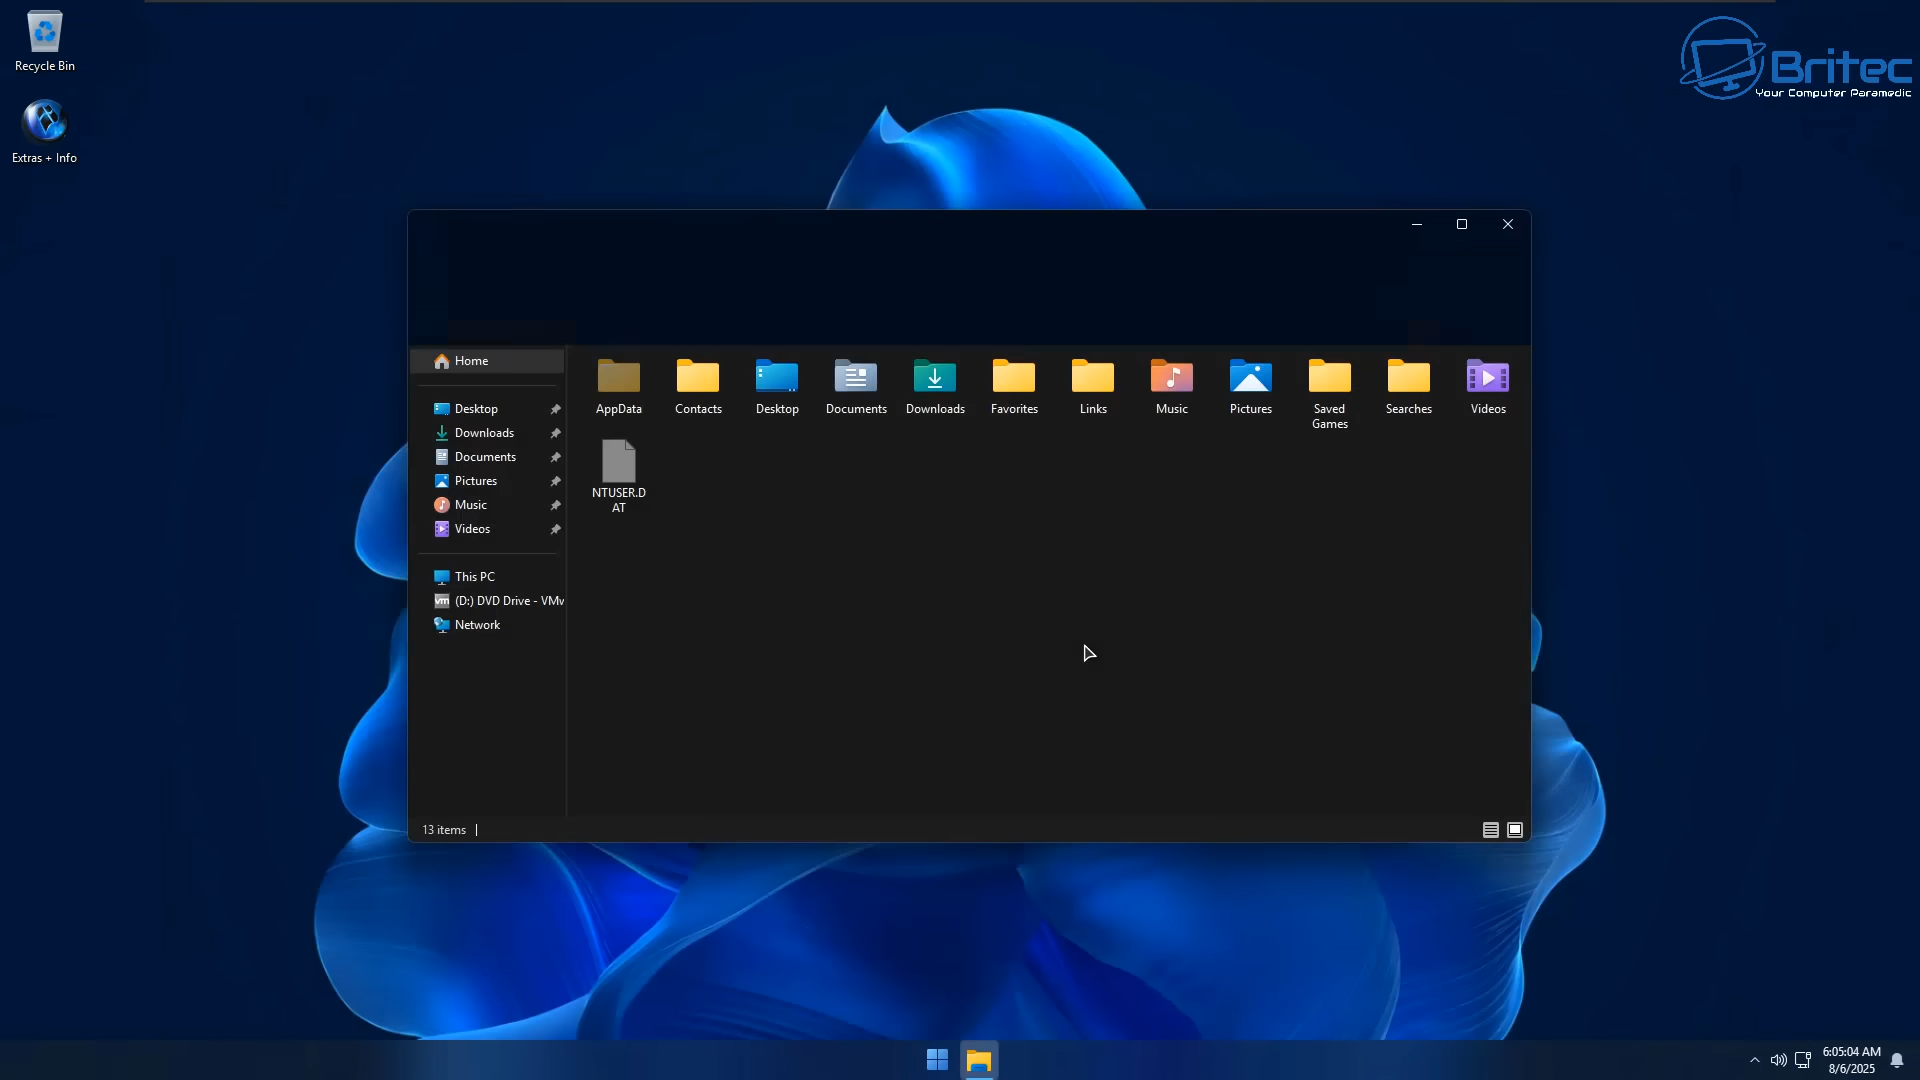 Recycle Bin
Extras + Info
Britec
Your Computer Paramedic
Home
Desktop
Downloads
Documents
Pictures
Music
Videos
This PC
(D:) DVD Drive - VMw
Network
AppData
Contacts
Desktop
Documents
Downloads
Favorites
Links
Music
Pictures
Saved
Games
Searches
Videos
NTUSER.D
AT
13 items
vm
6:05:04 AM
8/6/2025